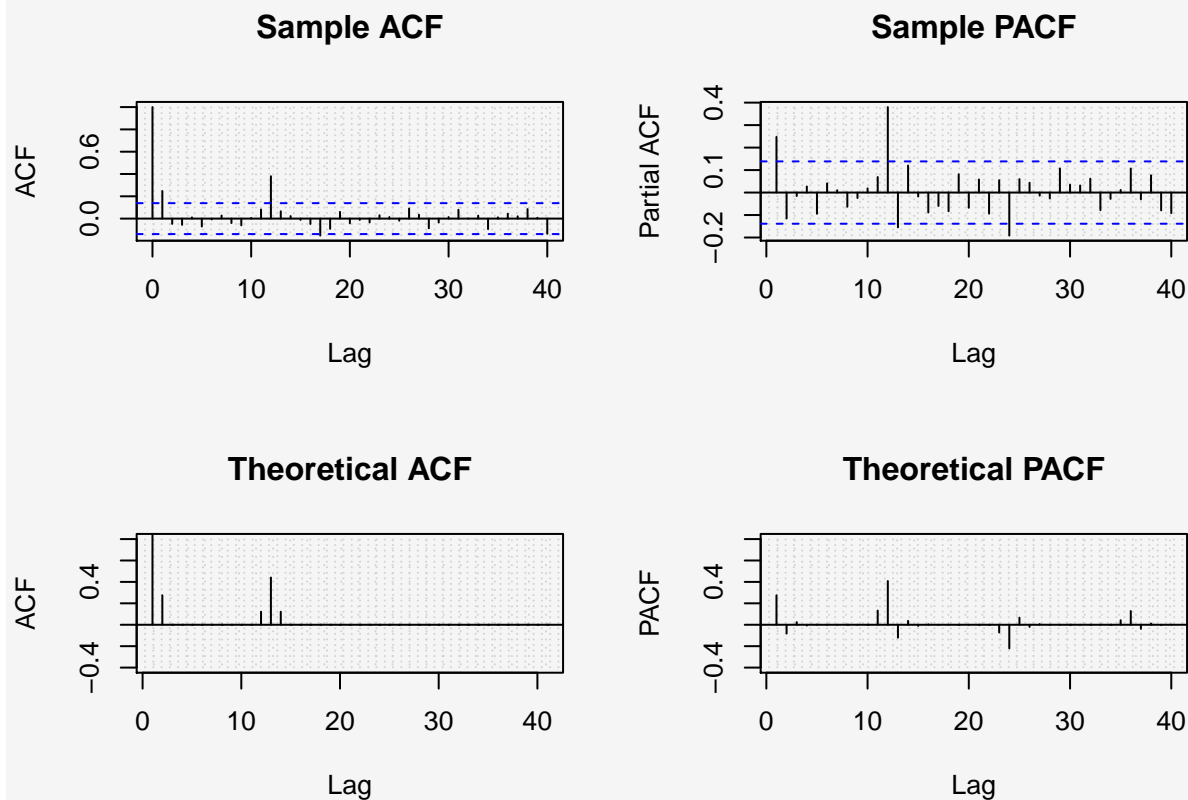 Sample ACF
ACF
0.0 0.6
0 10 20 30 40
Lag
Sample PACF
Partial ACF
−0.2 0.1 0.4
0 10 20 30 40
Lag
Theoretical ACF
ACF
−0.4 0.4
0 10 20 30 40
Lag
Theoretical PACF
PACF
−0.4 0.4
0 10 20 30 40
Lag